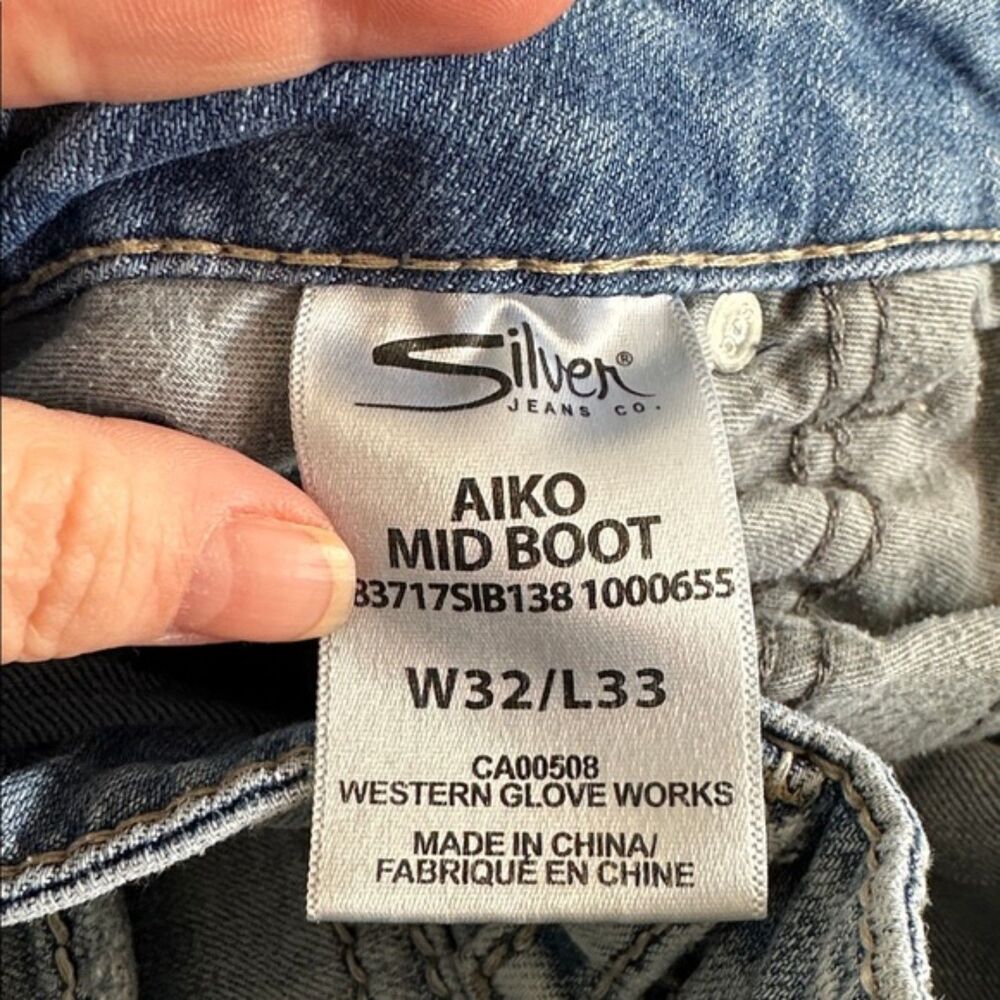 Silver®
JEANS CO.
AIKO
MID BOOT
83717SIB138 1000655
W32/L33
CA00508
WESTERN GLOVE WORKS
MADE IN CHINA/
FABRIQUÉ EN CHINE